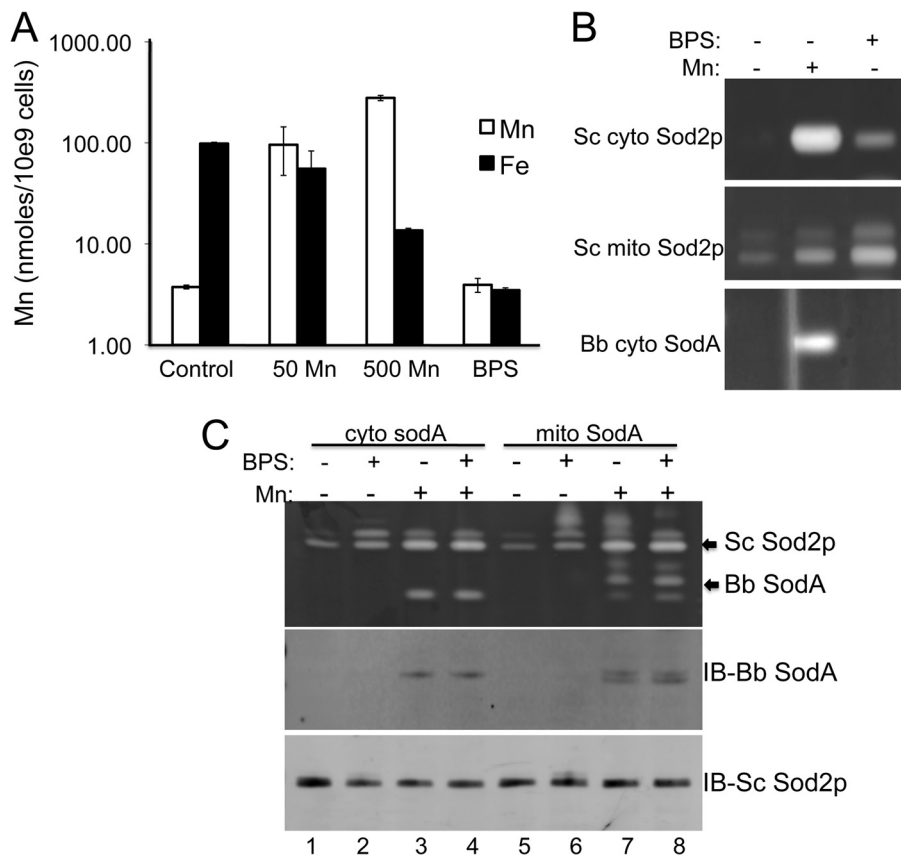 A
Mn (nmoles/10e9 cells)
1000.00
100.00
10.00
1.00
Mn
Fe
Control 50 Mn 500 Mn BPS
B
BPS: - - +
Mn: - + -
Sc cyto Sod2p
Sc mito Sod2p
Bb cyto SodA
C
cyto sodA mito SodA
BPS: - + - + - + - +
Mn: - - + + - - + +
Sc Sod2p
Bb SodA
IB-Bb SodA
IB-Sc Sod2p
1 2 3 4 5 6 7 8